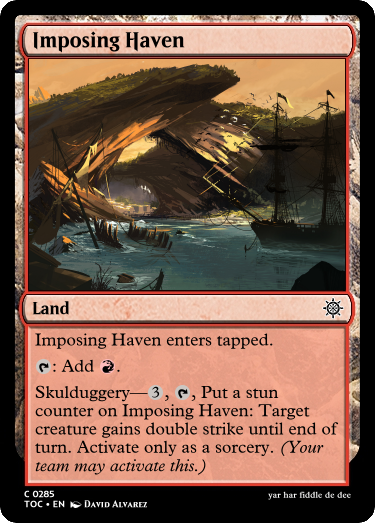 Imposing Haven
Land
Imposing Haven enters tapped.
: Add .
Skulduggery—3, , Put a stun
counter on Imposing Haven: Target
creature gains double strike until end of
turn. Activate only as a sorcery. (Your
team may activate this.)
C 0285
TOC • EN David Alvarez
yar har fiddle de dee